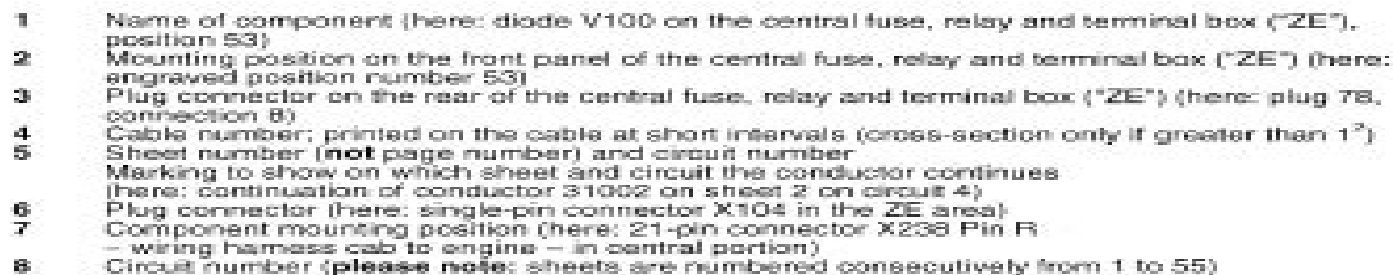 1 Name of component (here: diode V100 on the central fuse, relay and terminal box ("ZE"),
position 53)
2 Mounting position on the front panel of the central fuse, relay and terminal box ("ZE") (here:
engraved position number 53)
3 Plug connector on the rear of the central fuse, relay and terminal box ("ZE") (here: plug 78,
connection 8)
4 Cable number; printed on the cable at short intervals (cross-section only if greater than 1²)
5 Sheet number (not page number) and circuit number
Marking to show on which sheet and circuit the conductor continues
(here: continuation of conductor 31002 on sheet 2 on circuit 4)
6 Plug connector (here: single-pin connector X104 in the ZE area)
7 Component mounting position (here: 21-pin connector X238 Pin R
– wiring harness cab to engine – in central portion)
8 Circuit number (please note: sheets are numbered consecutively from 1 to 55)